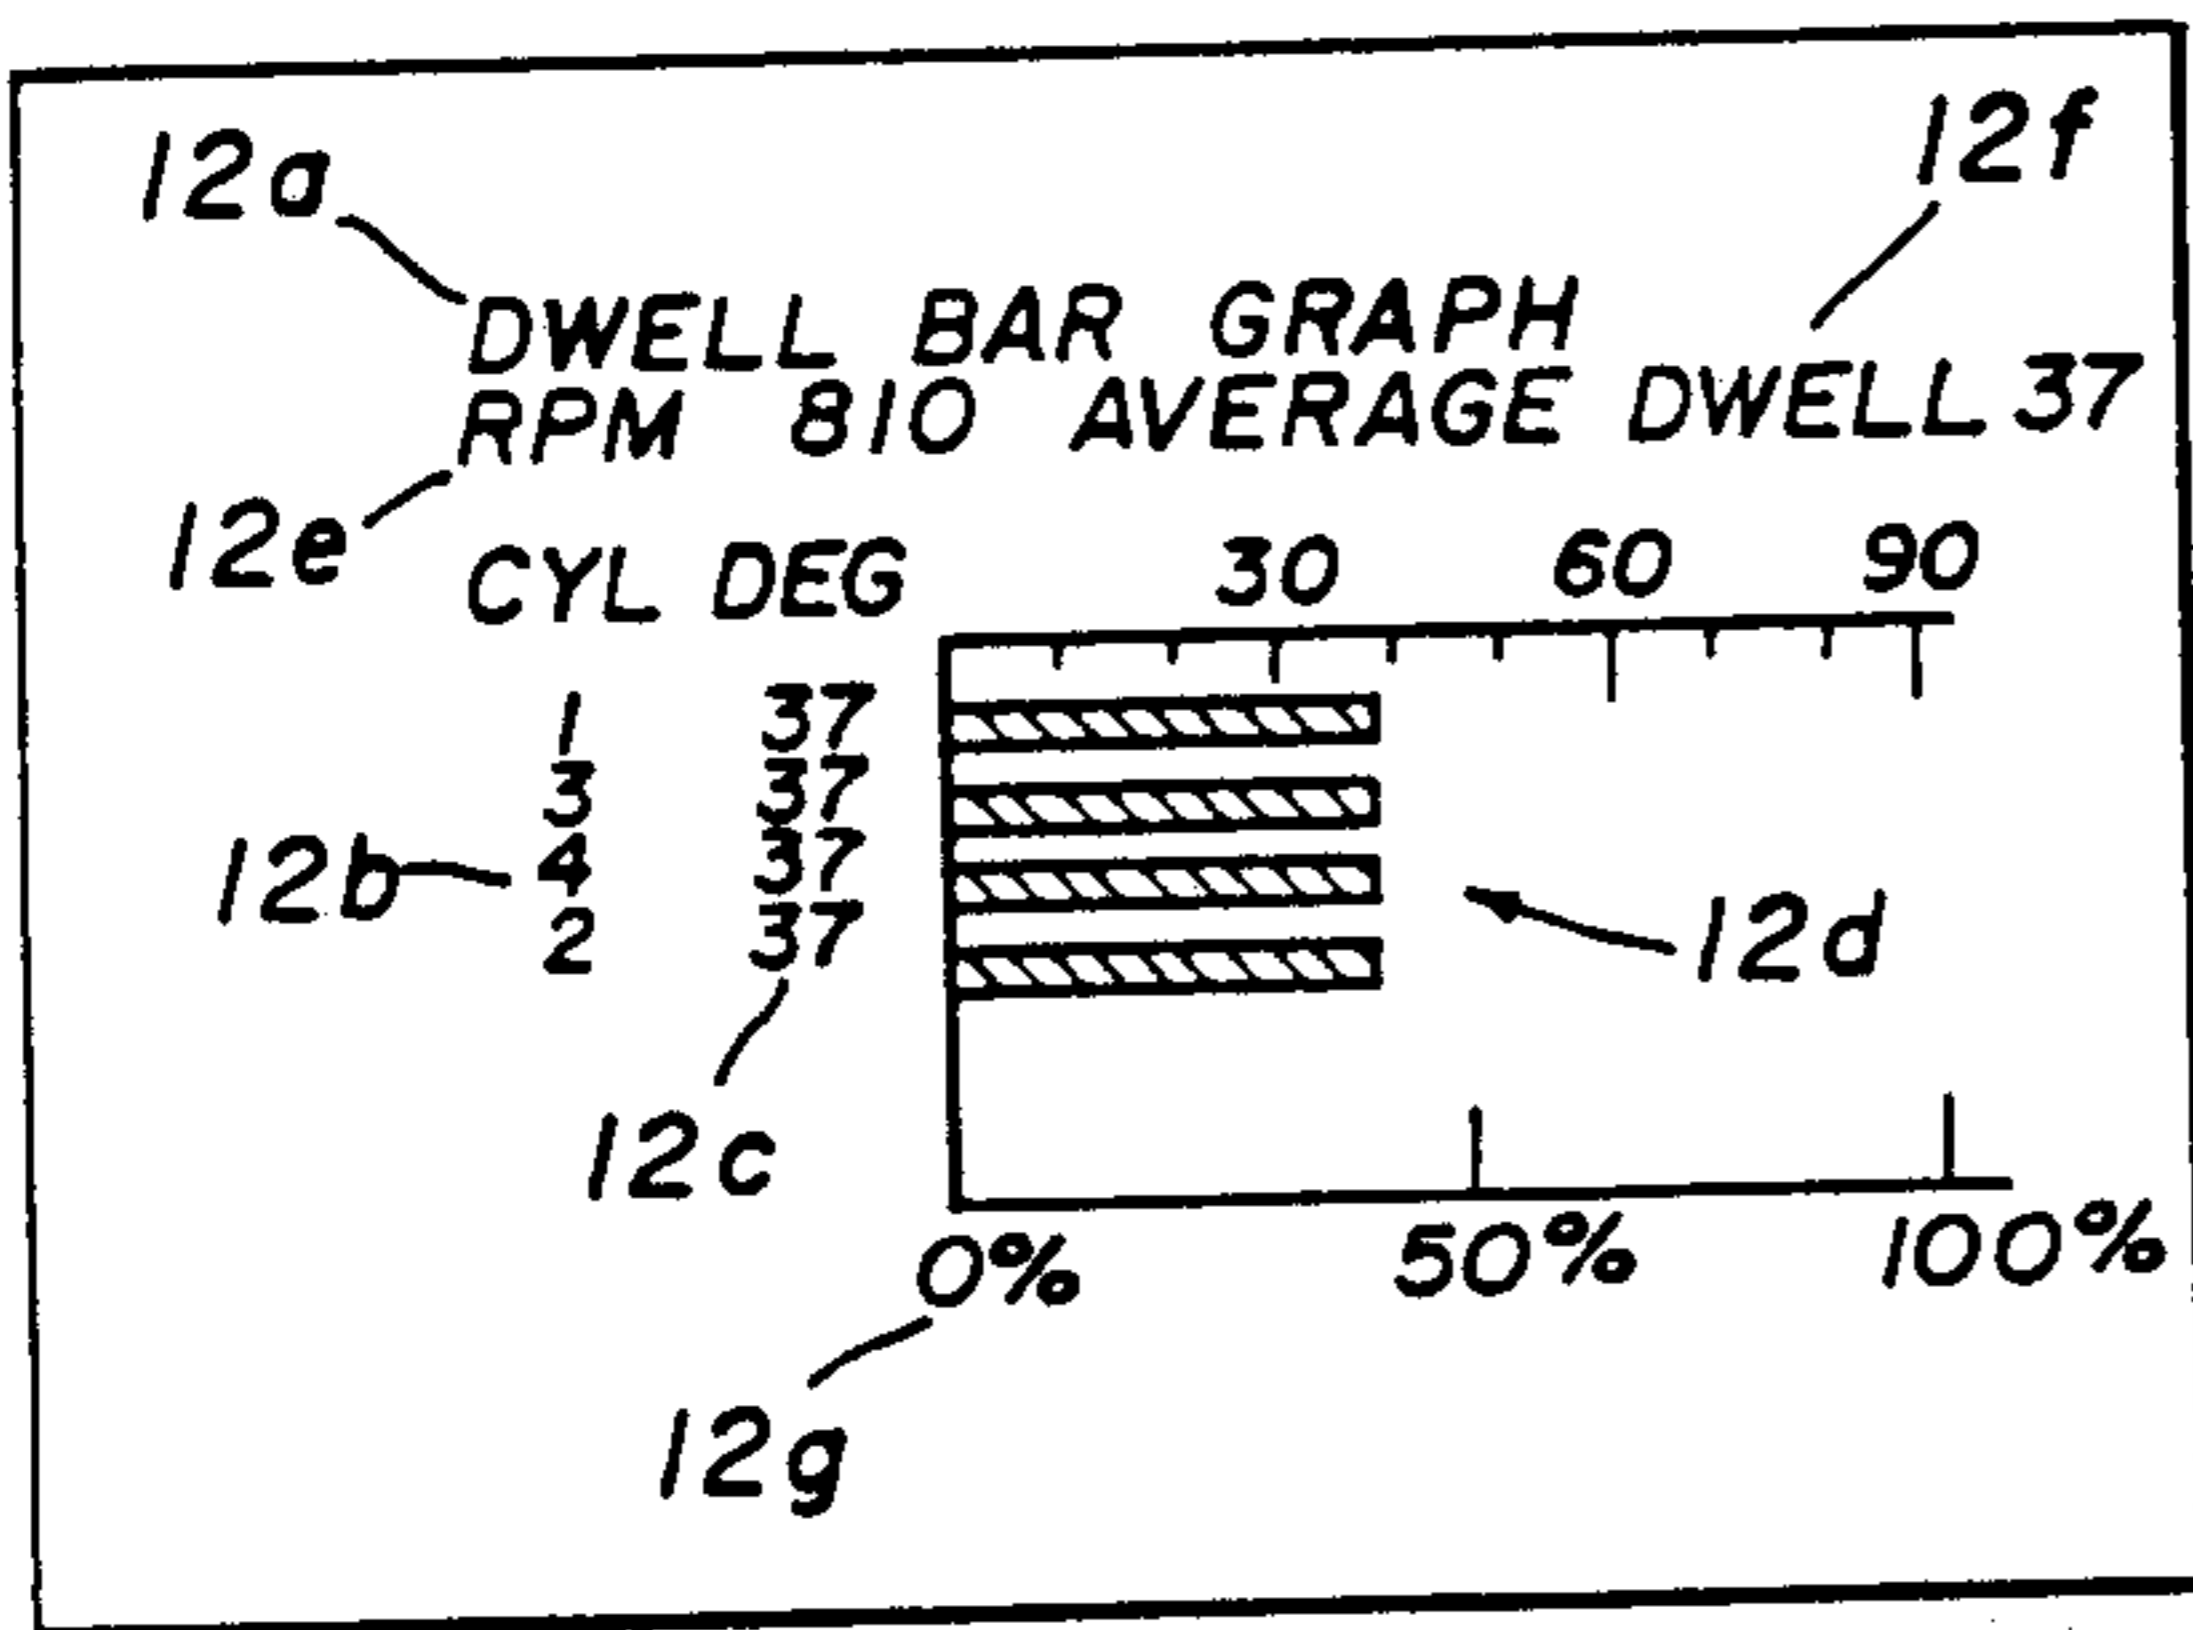 12a
12f
DWELL BAR GRAPH
RPM 810 AVERAGE DWELL 37
12e
CYL DEG 30 60 90
1 37
3 37
12b 4 37
2 37
12d
12c
0% 50% 100%
12g